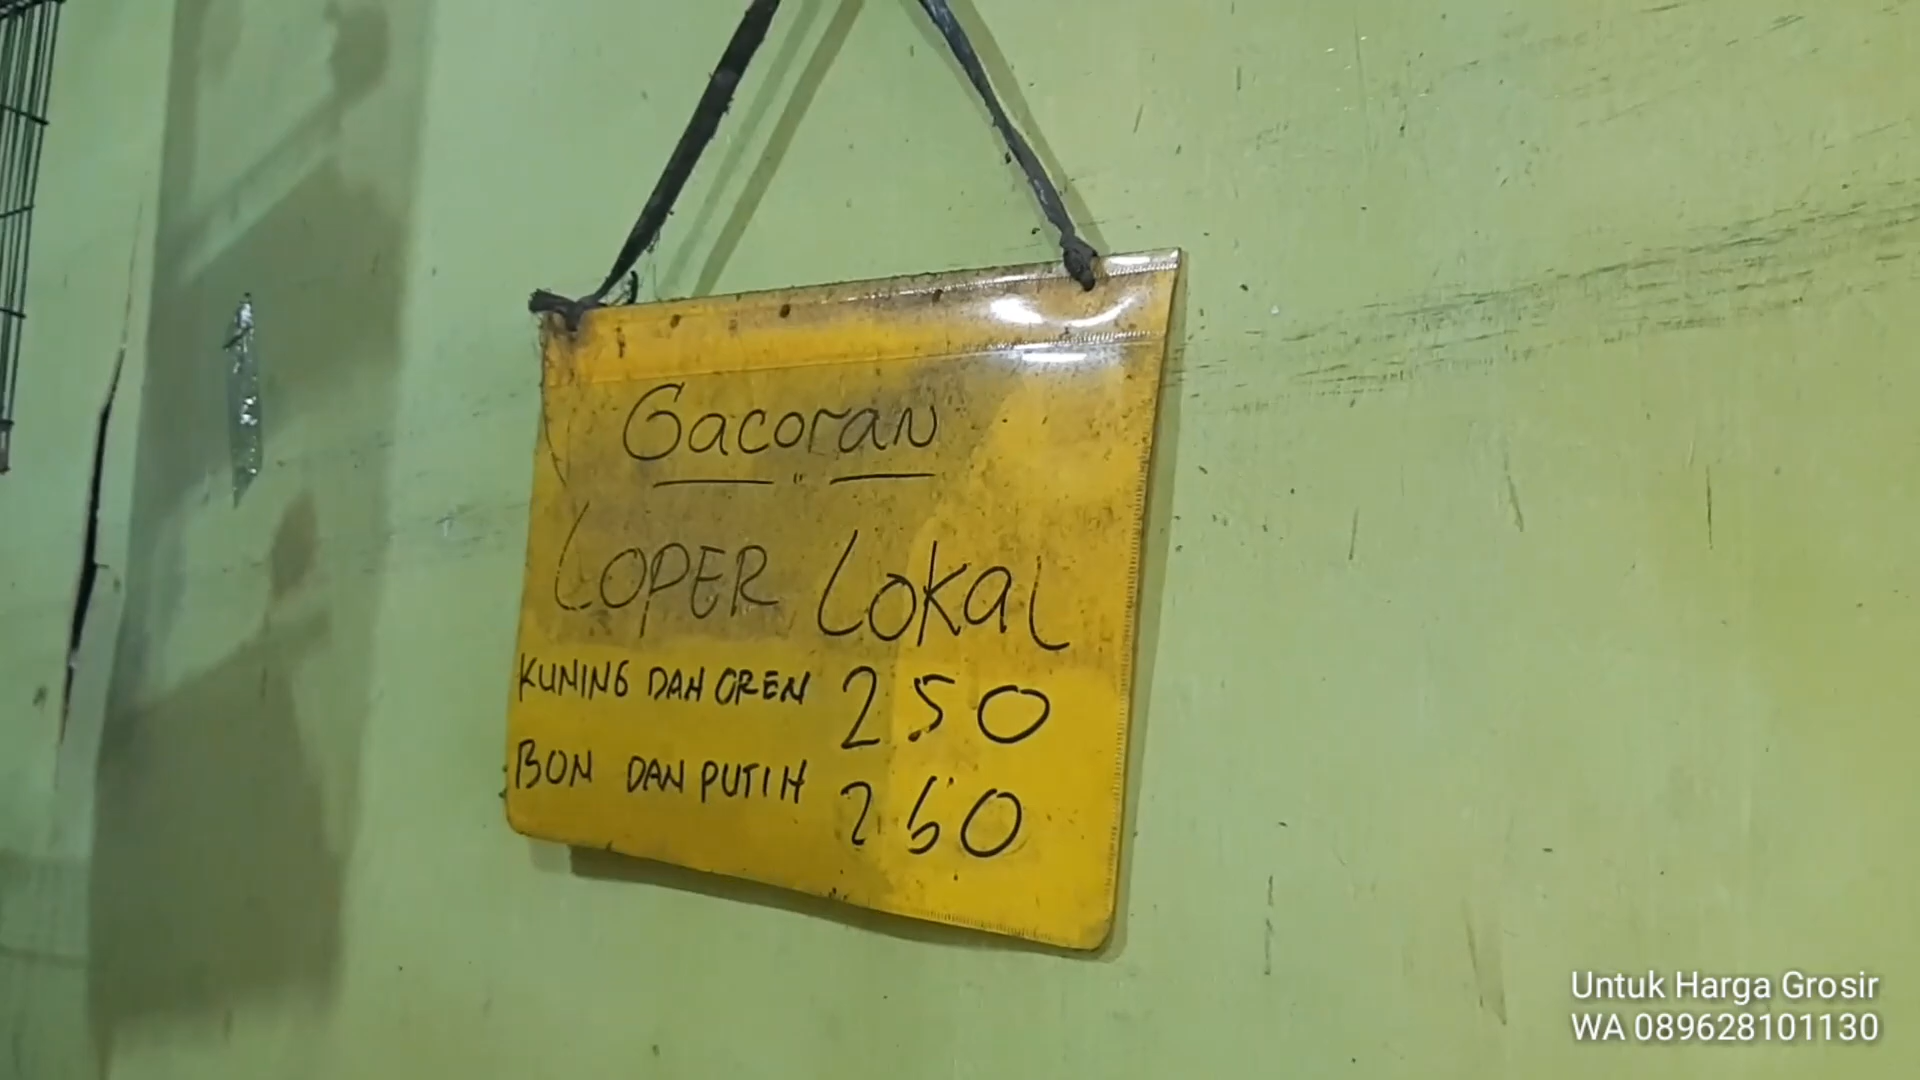 Gacoran
LOPER LOKAL
KUNING DAN OREN 250
BON DAN PUTIH 260
Untuk Harga Grosir
WA 089628101130